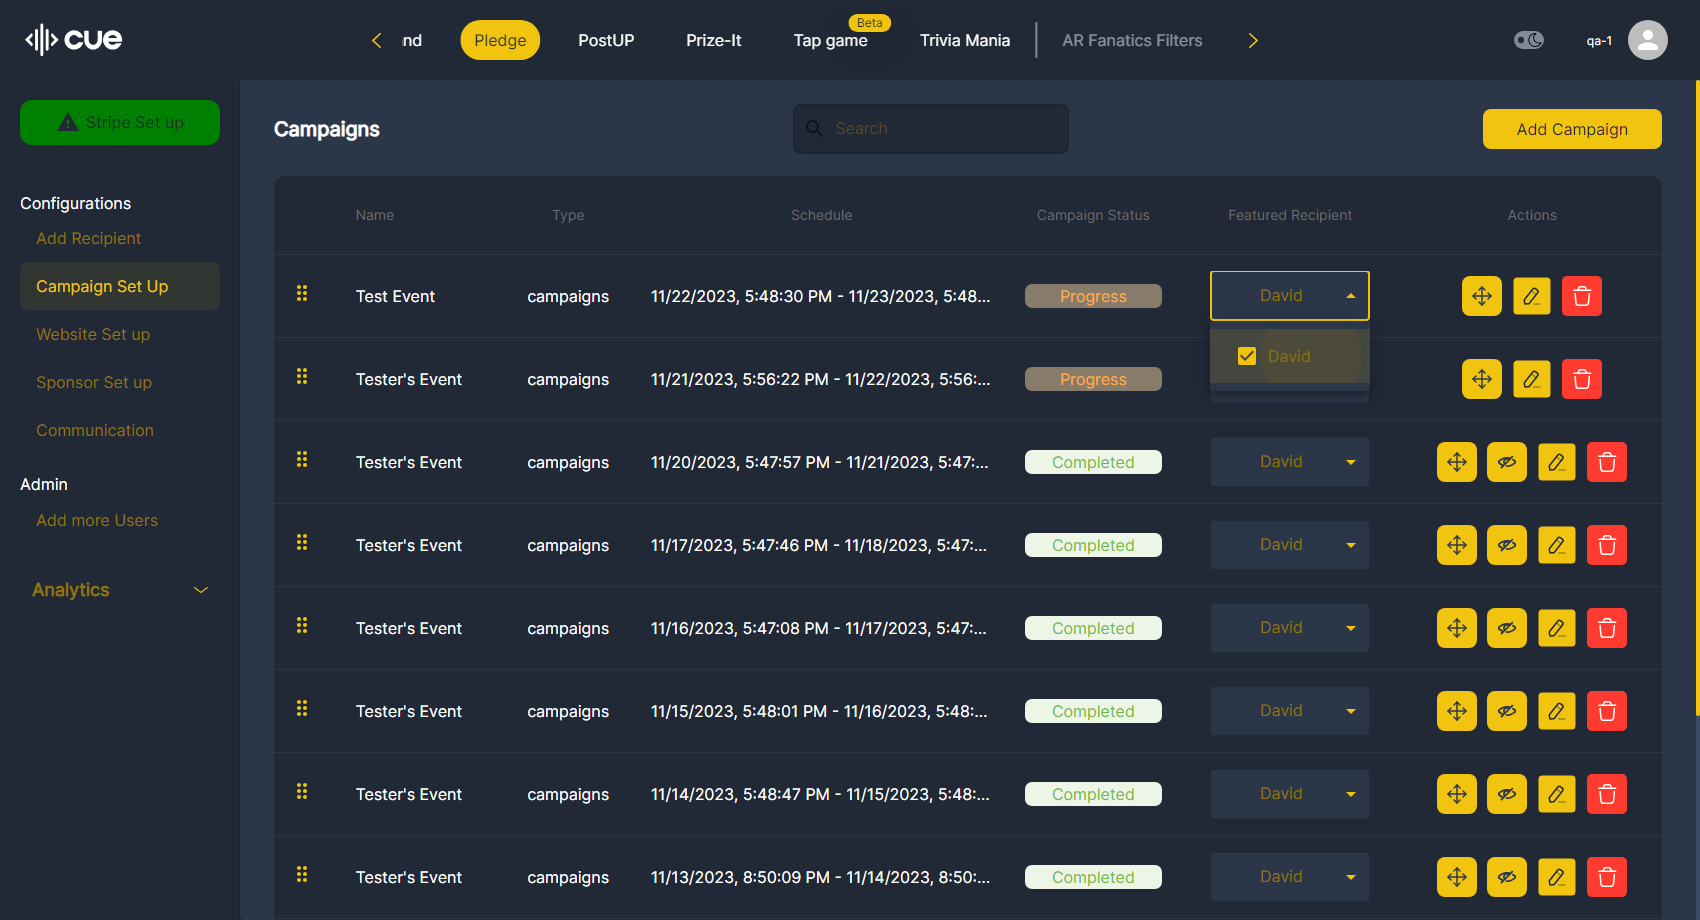 cue
nd
Pledge
PostUP
Prize-It
Tap game
Beta
Trivia Mania
AR Fanatics Filters
qa-1
Stripe Set up
Configurations
Add Recipient
Campaign Set Up
Website Set up
Sponsor Set up
Communication
Admin
Add more Users
Analytics
Campaigns
Search
Add Campaign
Name Type Schedule Campaign Status Featured Recipient Actions
Test Event campaigns 11/22/2023, 5:48:30 PM - 11/23/2023, 5:48... Progress David
David
Tester's Event campaigns 11/21/2023, 5:56:22 PM - 11/22/2023, 5:56:... Progress
Tester's Event campaigns 11/20/2023, 5:47:57 PM - 11/21/2023, 5:47:... Completed David
Tester's Event campaigns 11/17/2023, 5:47:46 PM - 11/18/2023, 5:47:... Completed David
Tester's Event campaigns 11/16/2023, 5:47:08 PM - 11/17/2023, 5:47:... Completed David
Tester's Event campaigns 11/15/2023, 5:48:01 PM - 11/16/2023, 5:48:... Completed David
Tester's Event campaigns 11/14/2023, 5:48:47 PM - 11/15/2023, 5:48:... Completed David
Tester's Event campaigns 11/13/2023, 8:50:09 PM - 11/14/2023, 8:50:... Completed David